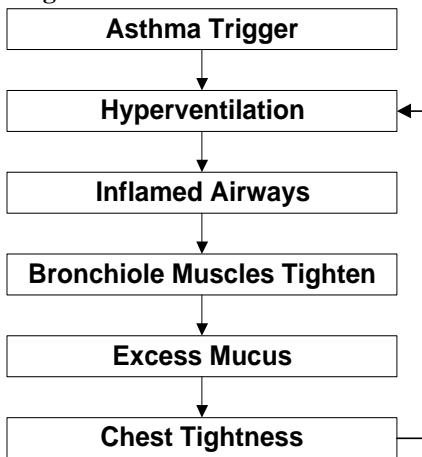 Asthma Trigger
Hyperventilation
Inflamed Airways
Bronchiole Muscles Tighten
Excess Mucus
Chest Tightness